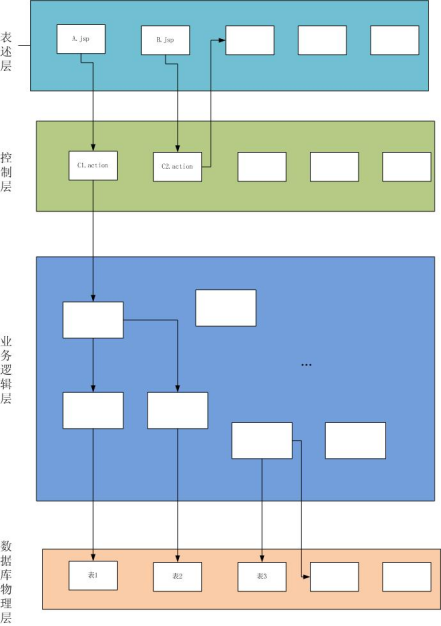 表述层
A.jsp
B.jsp
控制层
C1.action
C2.action
业务逻辑层
...
数据库物理层
表1
表2
表3